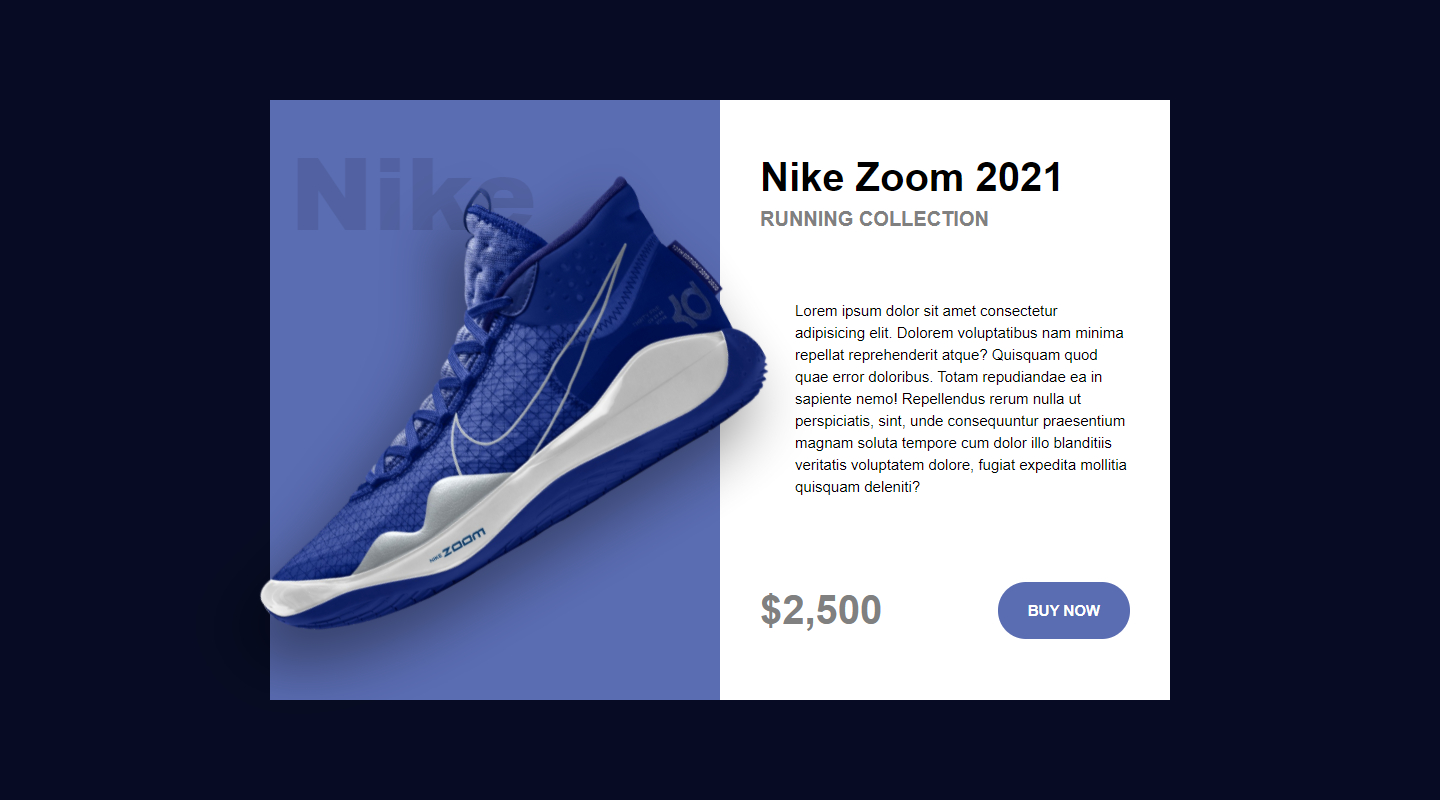 Nike
Nike Zoom 2021
RUNNING COLLECTION
Lorem ipsum dolor sit amet consectetur
adipisicing elit. Dolorem voluptatibus nam minima
repellat reprehenderit atque? Quisquam quod
quae error doloribus. Totam repudiandae ea in
sapiente nemo! Repellendus rerum nulla ut
perspiciatis, sint, unde consequuntur praesentium
magnam soluta tempore cum dolor illo blanditiis
veritatis voluptatem dolore, fugiat expedita mollitia
quisquam deleniti?
NIKE ZOOM
$2,500
BUY NOW